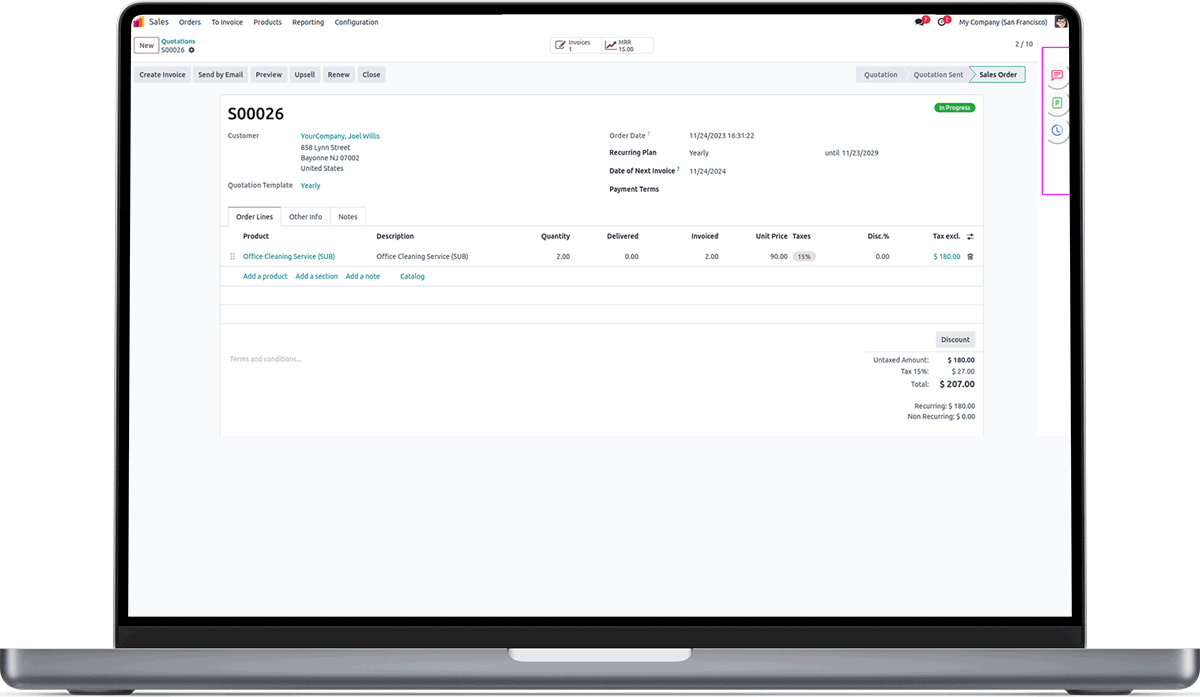 Sales Orders To Invoice Products Reporting Configuration 7 2 My Company (San Francisco)
New Quotations Invoices MRR
S00026 1 15.00 2 / 10
Create Invoice Send by Email Preview Upsell Renew Close Quotation Quotation Sent Sales Order
S00026 In Progress
Customer YourCompany, Joel Willis Order Date ? 11/24/2023 16:31:22
858 Lynn Street
Bayonne NJ 07002 Recurring Plan Yearly until 11/23/2029
United States Date of Next Invoice ? 11/24/2024
Quotation Template Yearly Payment Terms
Order Lines Other Info Notes
Product Description Quantity Delivered Invoiced Unit Price Taxes Disc.% Tax excl.
Office Cleaning Service (SUB) Office Cleaning Service (SUB) 2.00 0.00 2.00 90.00 15% 0.00 $ 180.00
Add a product Add a section Add a note Catalog
Discount
Terms and conditions... Untaxed Amount: $ 180.00
Tax 15%: $ 27.00
Total: $ 207.00
Recurring: $ 180.00
Non Recurring: $ 0.00